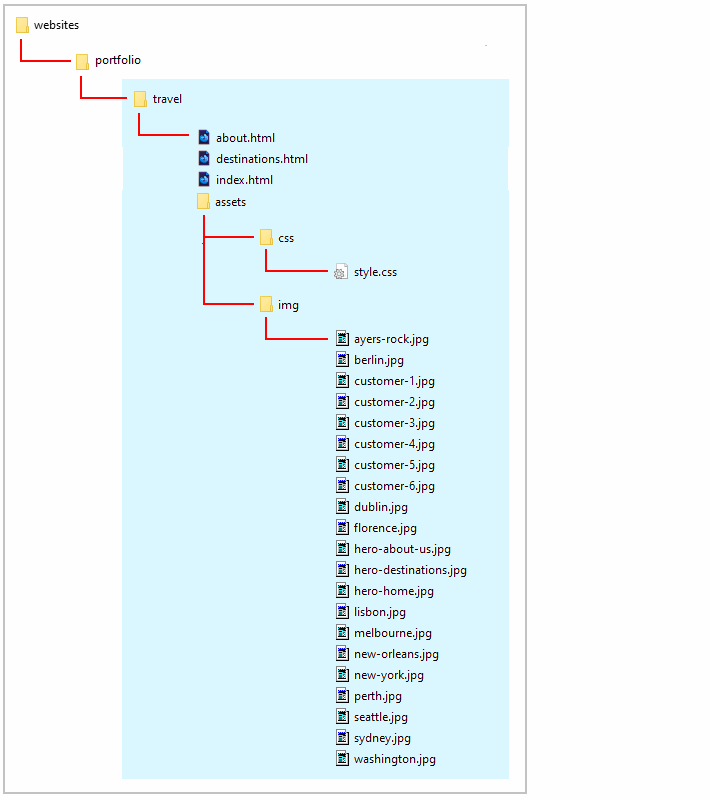 websites
portfolio
travel
about.html
destinations.html
index.html
assets
css
style.css
img
ayers-rock.jpg
berlin.jpg
customer-1.jpg
customer-2.jpg
customer-3.jpg
customer-4.jpg
customer-5.jpg
customer-6.jpg
dublin.jpg
florence.jpg
hero-about-us.jpg
hero-destinations.jpg
hero-home.jpg
lisbon.jpg
melbourne.jpg
new-orleans.jpg
new-york.jpg
perth.jpg
seattle.jpg
sydney.jpg
washington.jpg